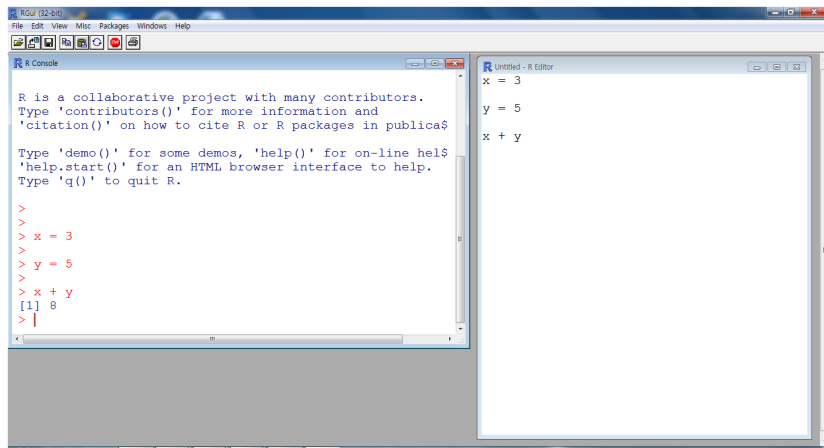 RGui (32-bit)
File Edit View Misc Packages Windows Help
STOP
R Console
R is a collaborative project with many contributors.
Type 'contributors()' for more information and
'citation()' on how to cite R or R packages in publica$
Type 'demo()' for some demos, 'help()' for on-line hel$
'help.start()' for an HTML browser interface to help.
Type 'q()' to quit R.
>
>
> x = 3
>
> y = 5
>
> x + y
[1] 8
>
Untitled - R Editor
x = 3
y = 5
x + y